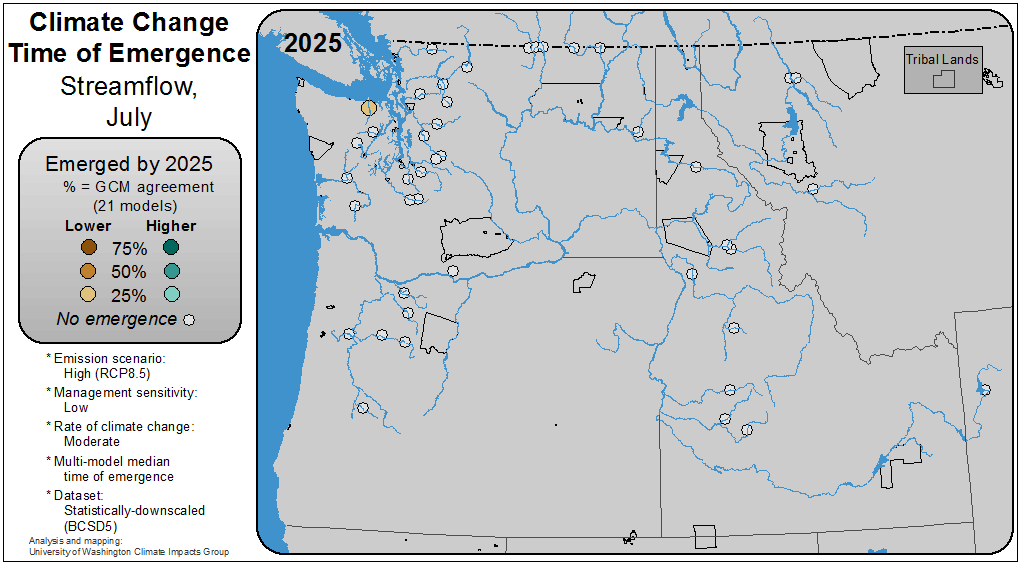 Climate Change
Time of Emergence
Streamflow,
July
Emerged by 2025
% = GCM agreement
(21 models)
Lower Higher
75%
50%
25%
No emergence
* Emission scenario:
High (RCP8.5)
* Management sensitivity:
Low
* Rate of climate change:
Moderate
* Multi-model median
time of emergence
* Dataset:
Statistically-downscaled
(BCSD5)
Analysis and mapping:
University of Washington Climate Impacts Group
2025
Tribal Lands